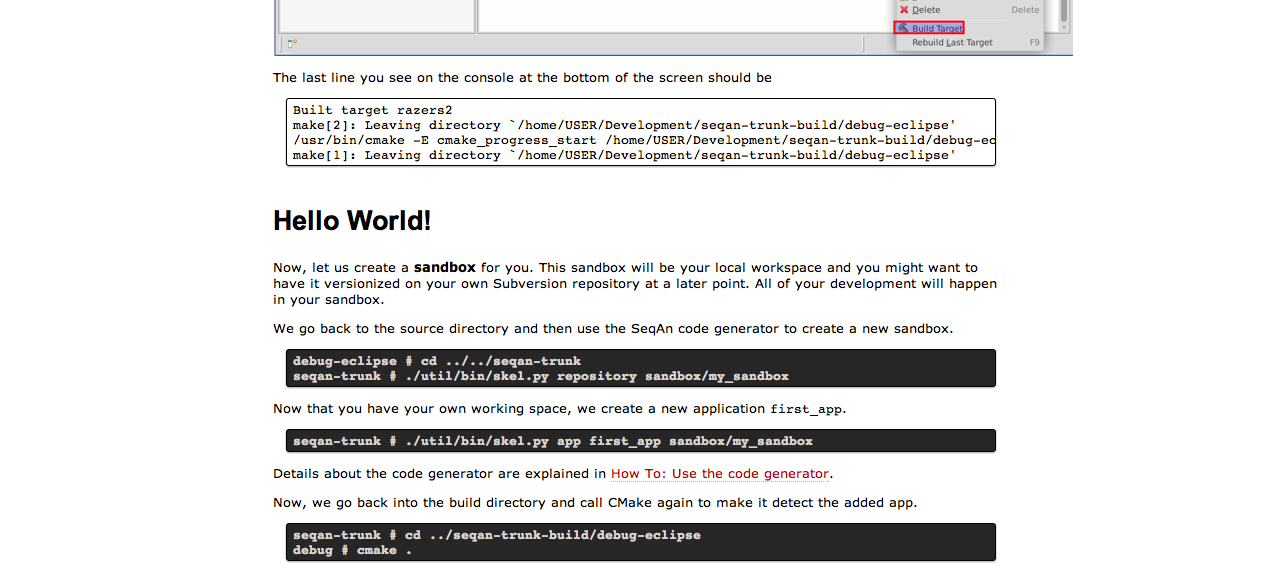 Delete Delete
Build Target
Rebuild Last Target F9
The last line you see on the console at the bottom of the screen should be
Built target razers2
make[2]: Leaving directory `/home/USER/Development/seqan-trunk-build/debug-eclipse'
/usr/bin/cmake -E cmake_progress_start /home/USER/Development/seqan-trunk-build/debug-ec
make[1]: Leaving directory `/home/USER/Development/seqan-trunk-build/debug-eclipse'
Hello World!
Now, let us create a sandbox for you. This sandbox will be your local workspace and you might want to
have it versionized on your own Subversion repository at a later point. All of your development will happen
in your sandbox.
We go back to the source directory and then use the SeqAn code generator to create a new sandbox.
debug-eclipse # cd ../../seqan-trunk
seqan-trunk # ./util/bin/skel.py repository sandbox/my_sandbox
Now that you have your own working space, we create a new application first_app.
seqan-trunk # ./util/bin/skel.py app first_app sandbox/my_sandbox
Details about the code generator are explained in How To: Use the code generator.
Now, we go back into the build directory and call CMake again to make it detect the added app.
seqan-trunk # cd ../seqan-trunk-build/debug-eclipse
debug # cmake .